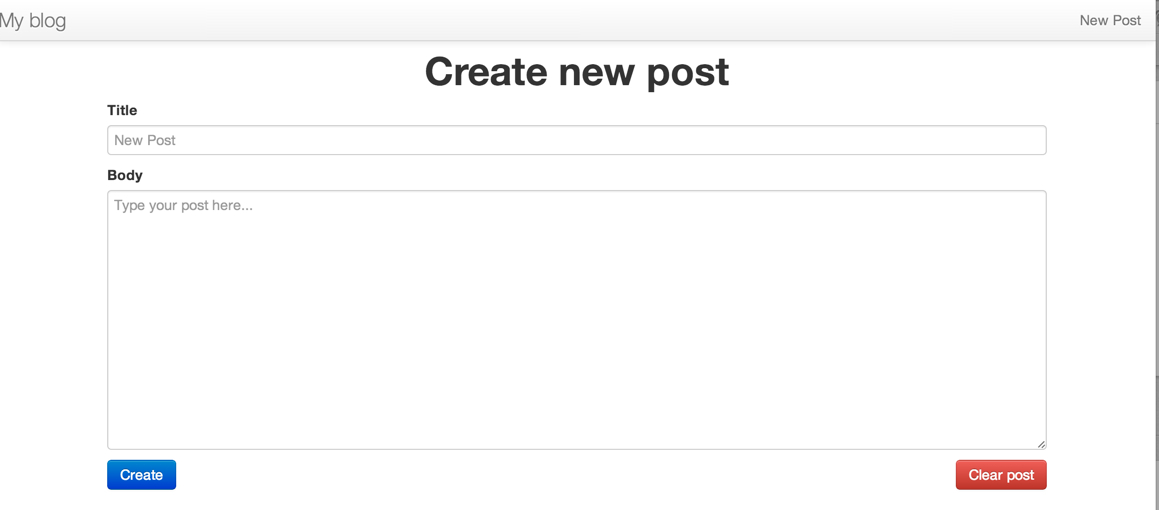 My blog New Post
Create new post
Title
New Post
Body
Type your post here...
Create Clear post